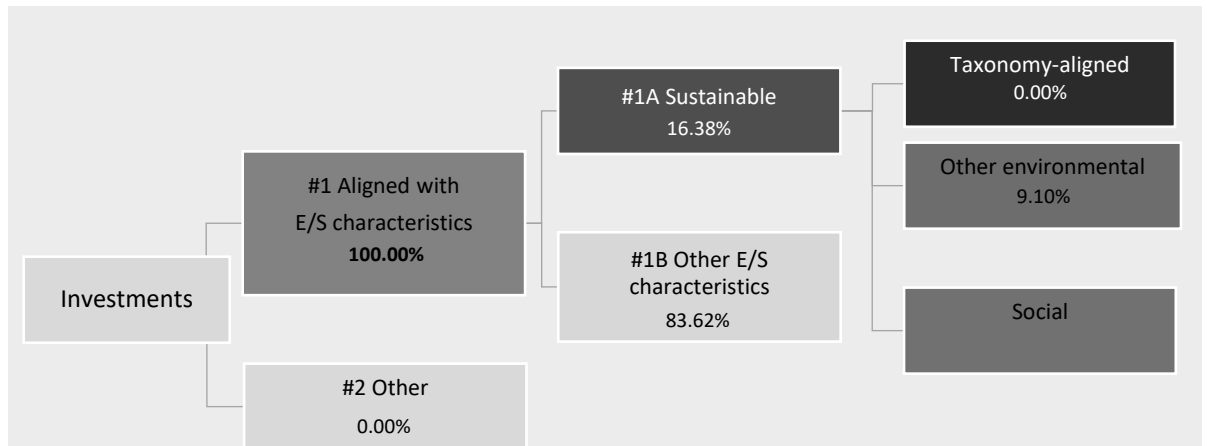 Investments
#1 Aligned with
E/S characteristics
100.00%
#2 Other
0.00%
#1A Sustainable
16.38%
#1B Other E/S
characteristics
83.62%
Taxonomy-aligned
0.00%
Other environmental
9.10%
Social